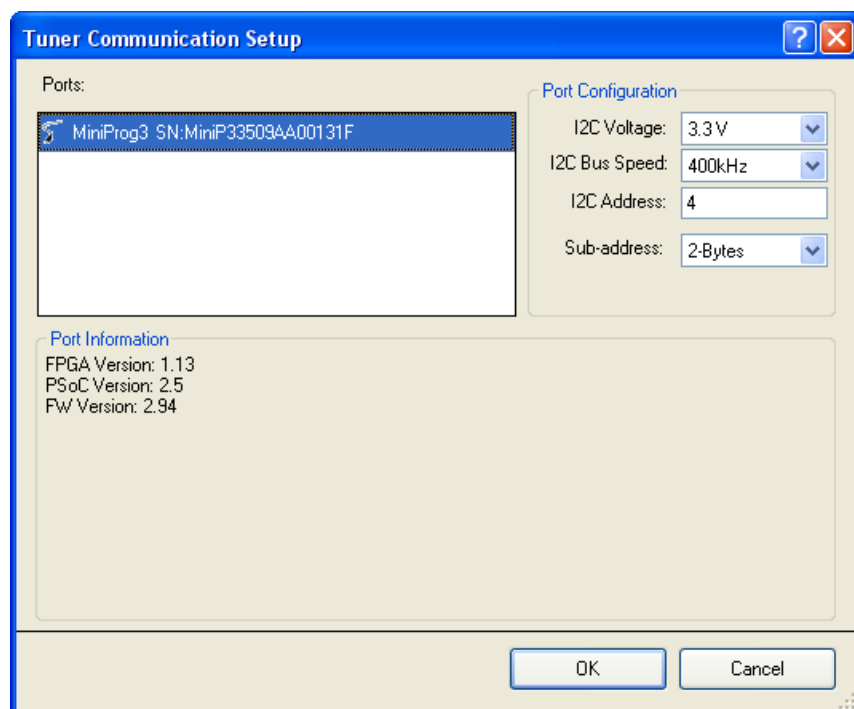 Tuner Communication Setup
Ports:
MiniProg3 SN:MiniP33509AA00131F
Port Configuration
I2C Voltage: 3.3 V
I2C Bus Speed: 400kHz
I2C Address: 4
Sub-address: 2-Bytes
Port Information
FPGA Version: 1.13
PSoC Version: 2.5
FW Version: 2.94
OK Cancel